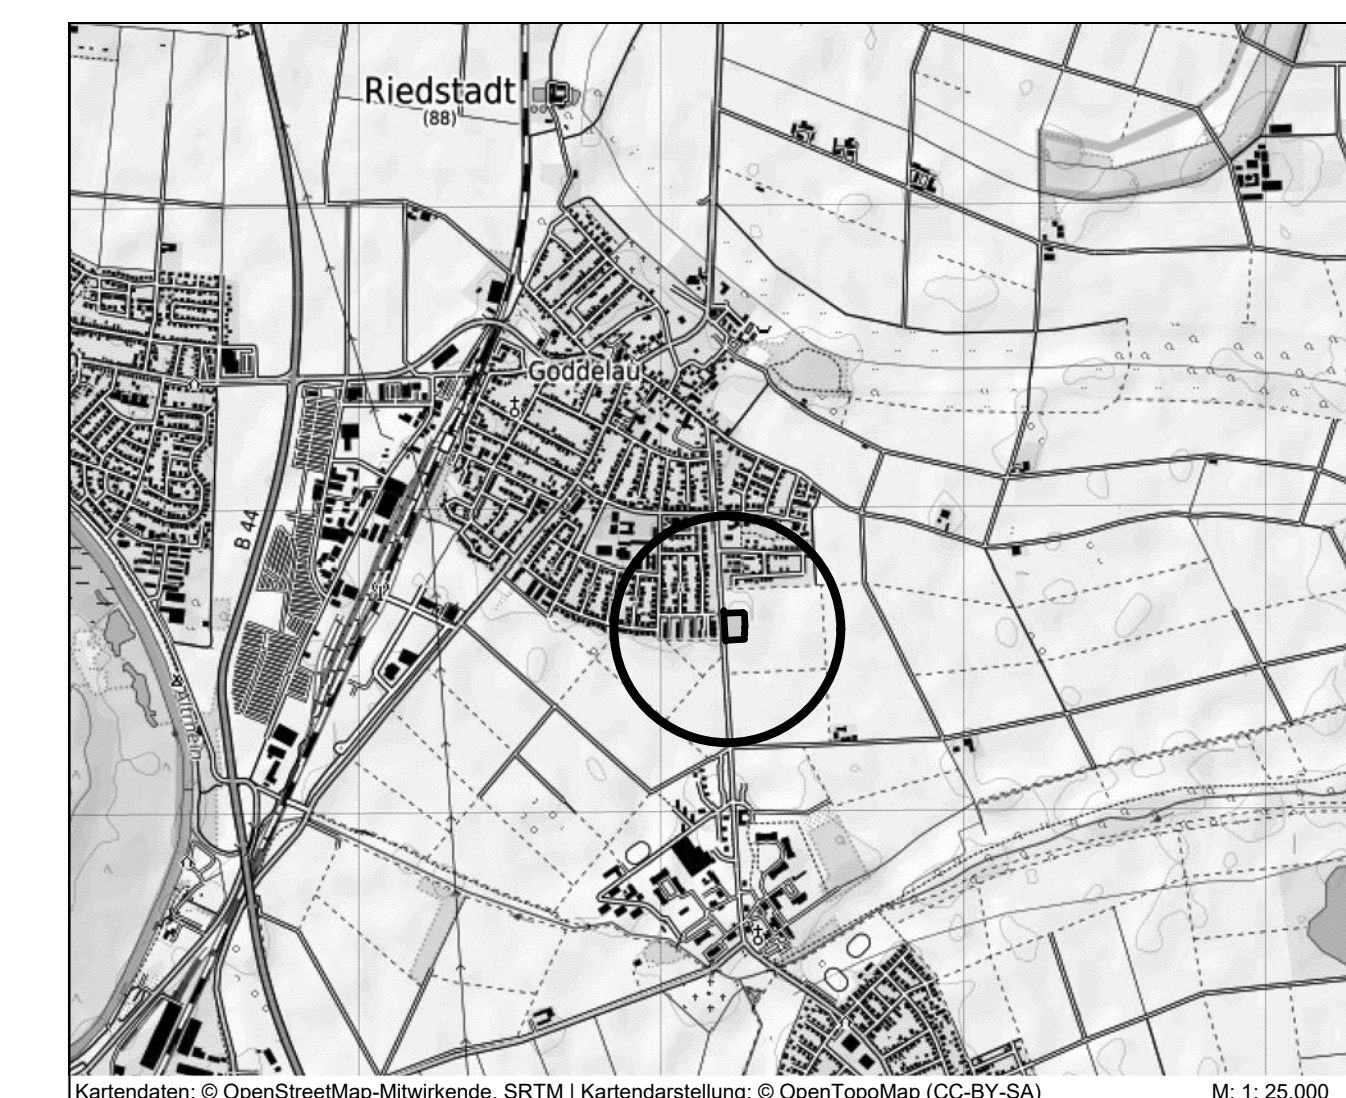 Riedstadt
(88)
Goddelau
B 44
Altrhein
Kartendaten: © OpenStreetMap-Mitwirkende, SRTM | Kartendarstellung: © OpenTopoMap (CC-BY-SA) M: 1: 25.000